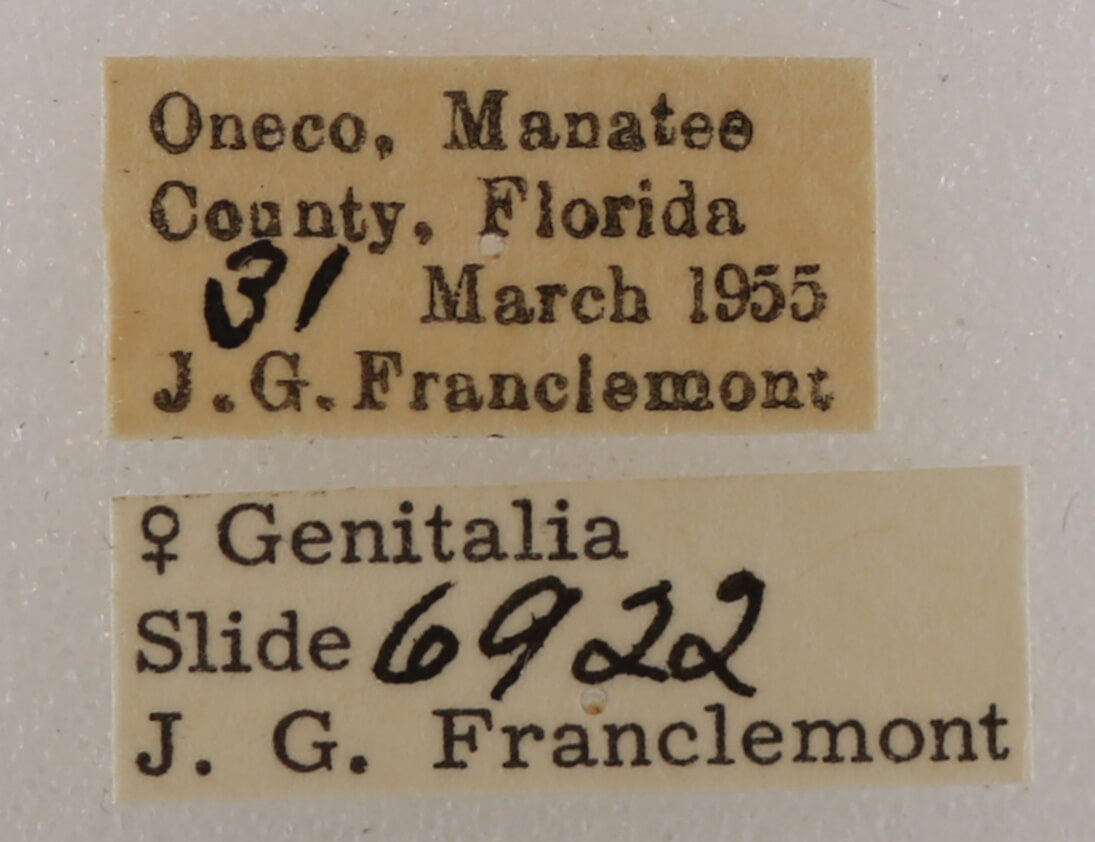 Oneco, Manatee
County, Florida
31 March 1955
J.G.Franclemont
♀ Genitalia
Slide 6922
J. G. Franclemont